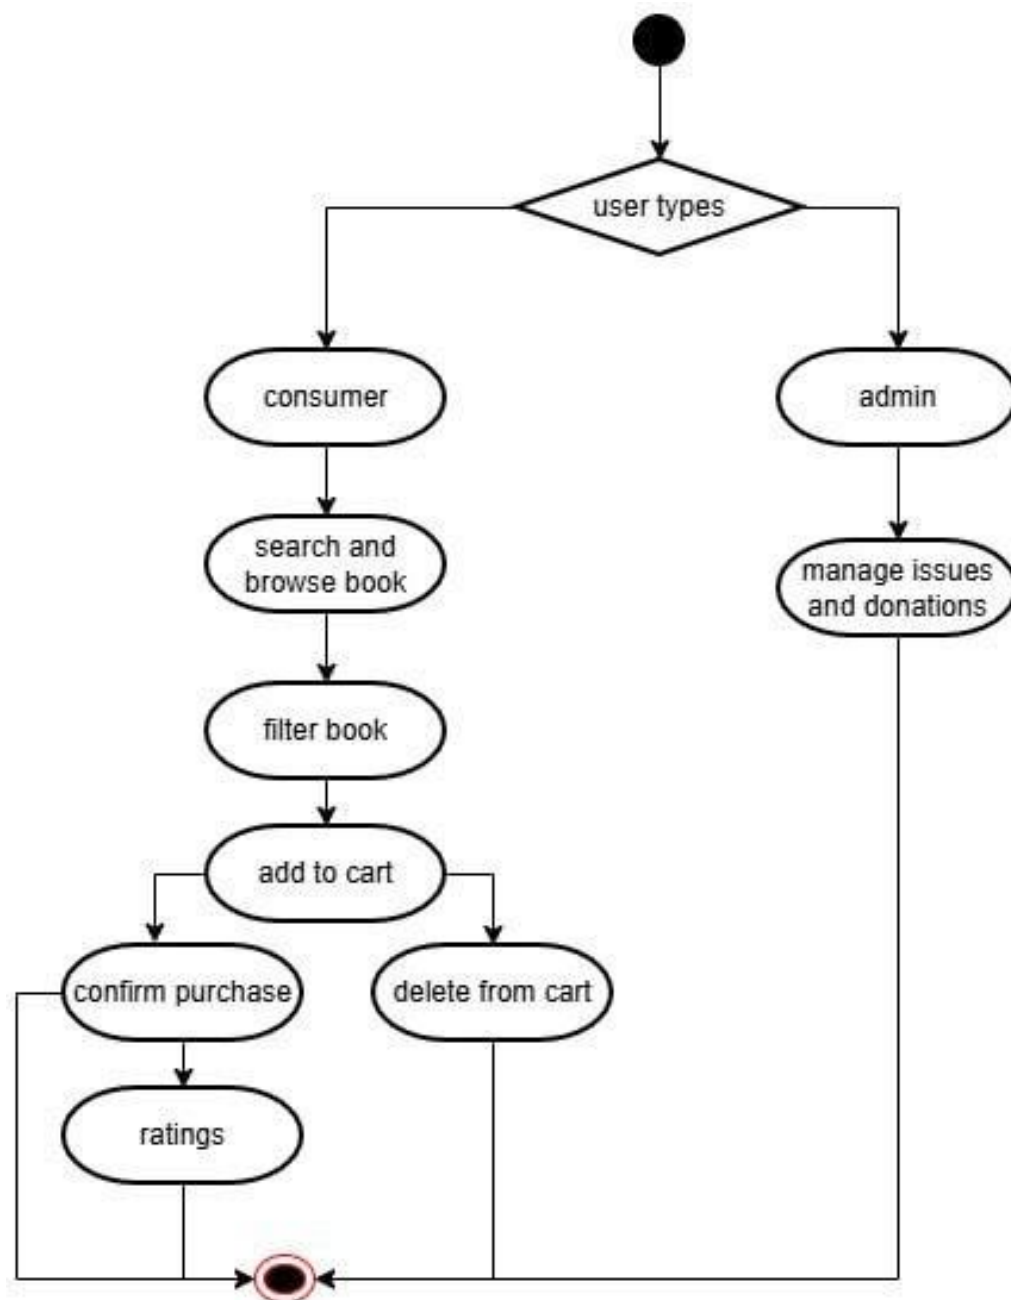 user types
consumer
admin
search and
browse book
manage issues
and donations
filter book
add to cart
confirm purchase
delete from cart
ratings